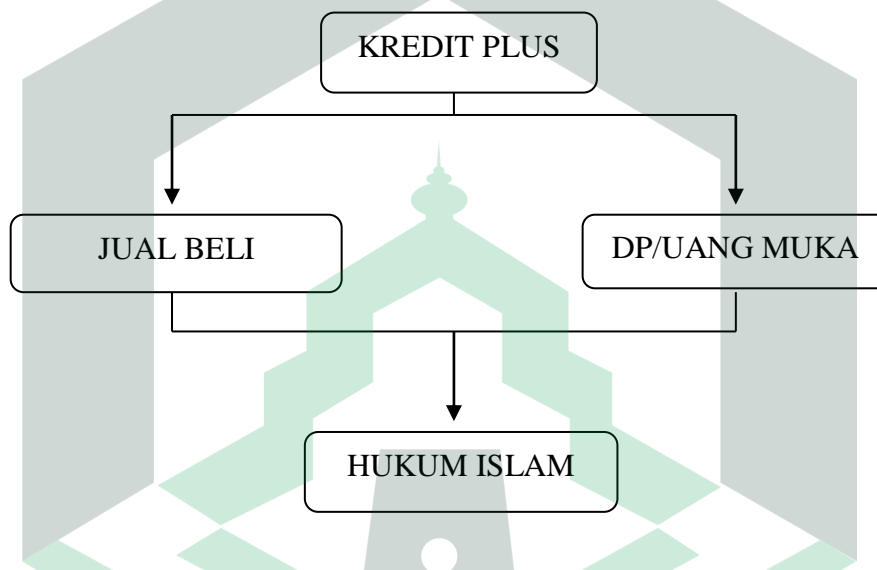 KREDIT PLUS
JUAL BELI
DP/UANG MUKA
HUKUM ISLAM